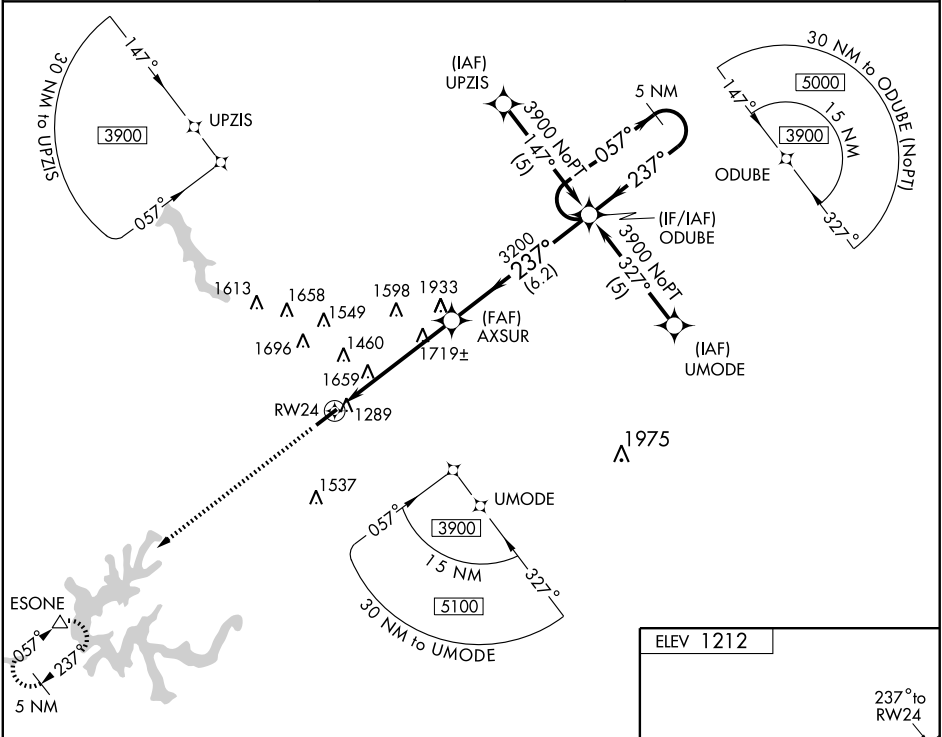 147°
30 NM to UPZIS
3900
UPZIS
057°
(IAF)
UPZIS
3900 NoPT
147°
(5)
5 NM
057°
237°
30 NM to ODUBE (NoPT)
5000
147°
15 NM
3900
ODUBE
327°
(IF/IAF)
ODUBE
3900 NoPT
327°
(5)
(IAF)
UMODE
3200
237°
(6.2)
(FAF)
AXSUR
1613
1658
1549
1598
1933
1696
1460
1719±
1659
RW24
1289
1975
1537
057°
UMODE
3900
15 NM
327°
5100
30 NM to UMODE
ESONE
057°
237°
5 NM
ELEV 1212
237° to
RW24